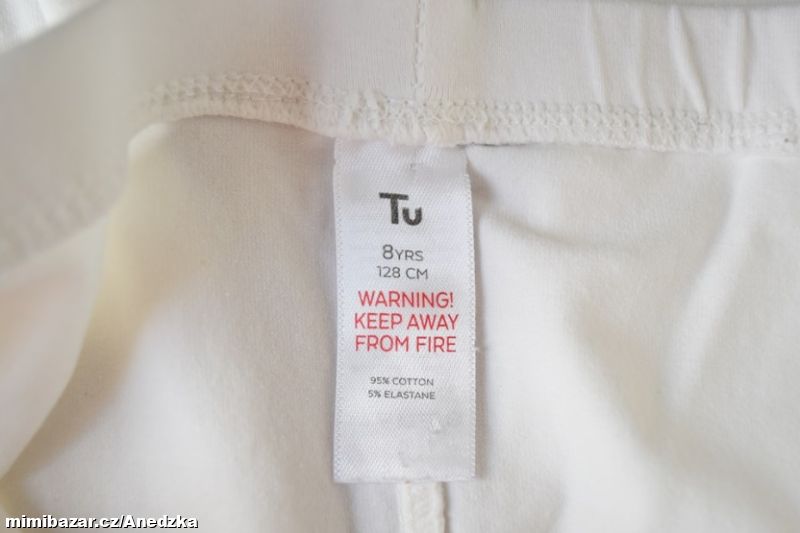 Tu
8YRS
128 CM
WARNING!
KEEP AWAY
FROM FIRE
95% COTTON
5% ELASTANE
mimibazar.cz/Anedzka